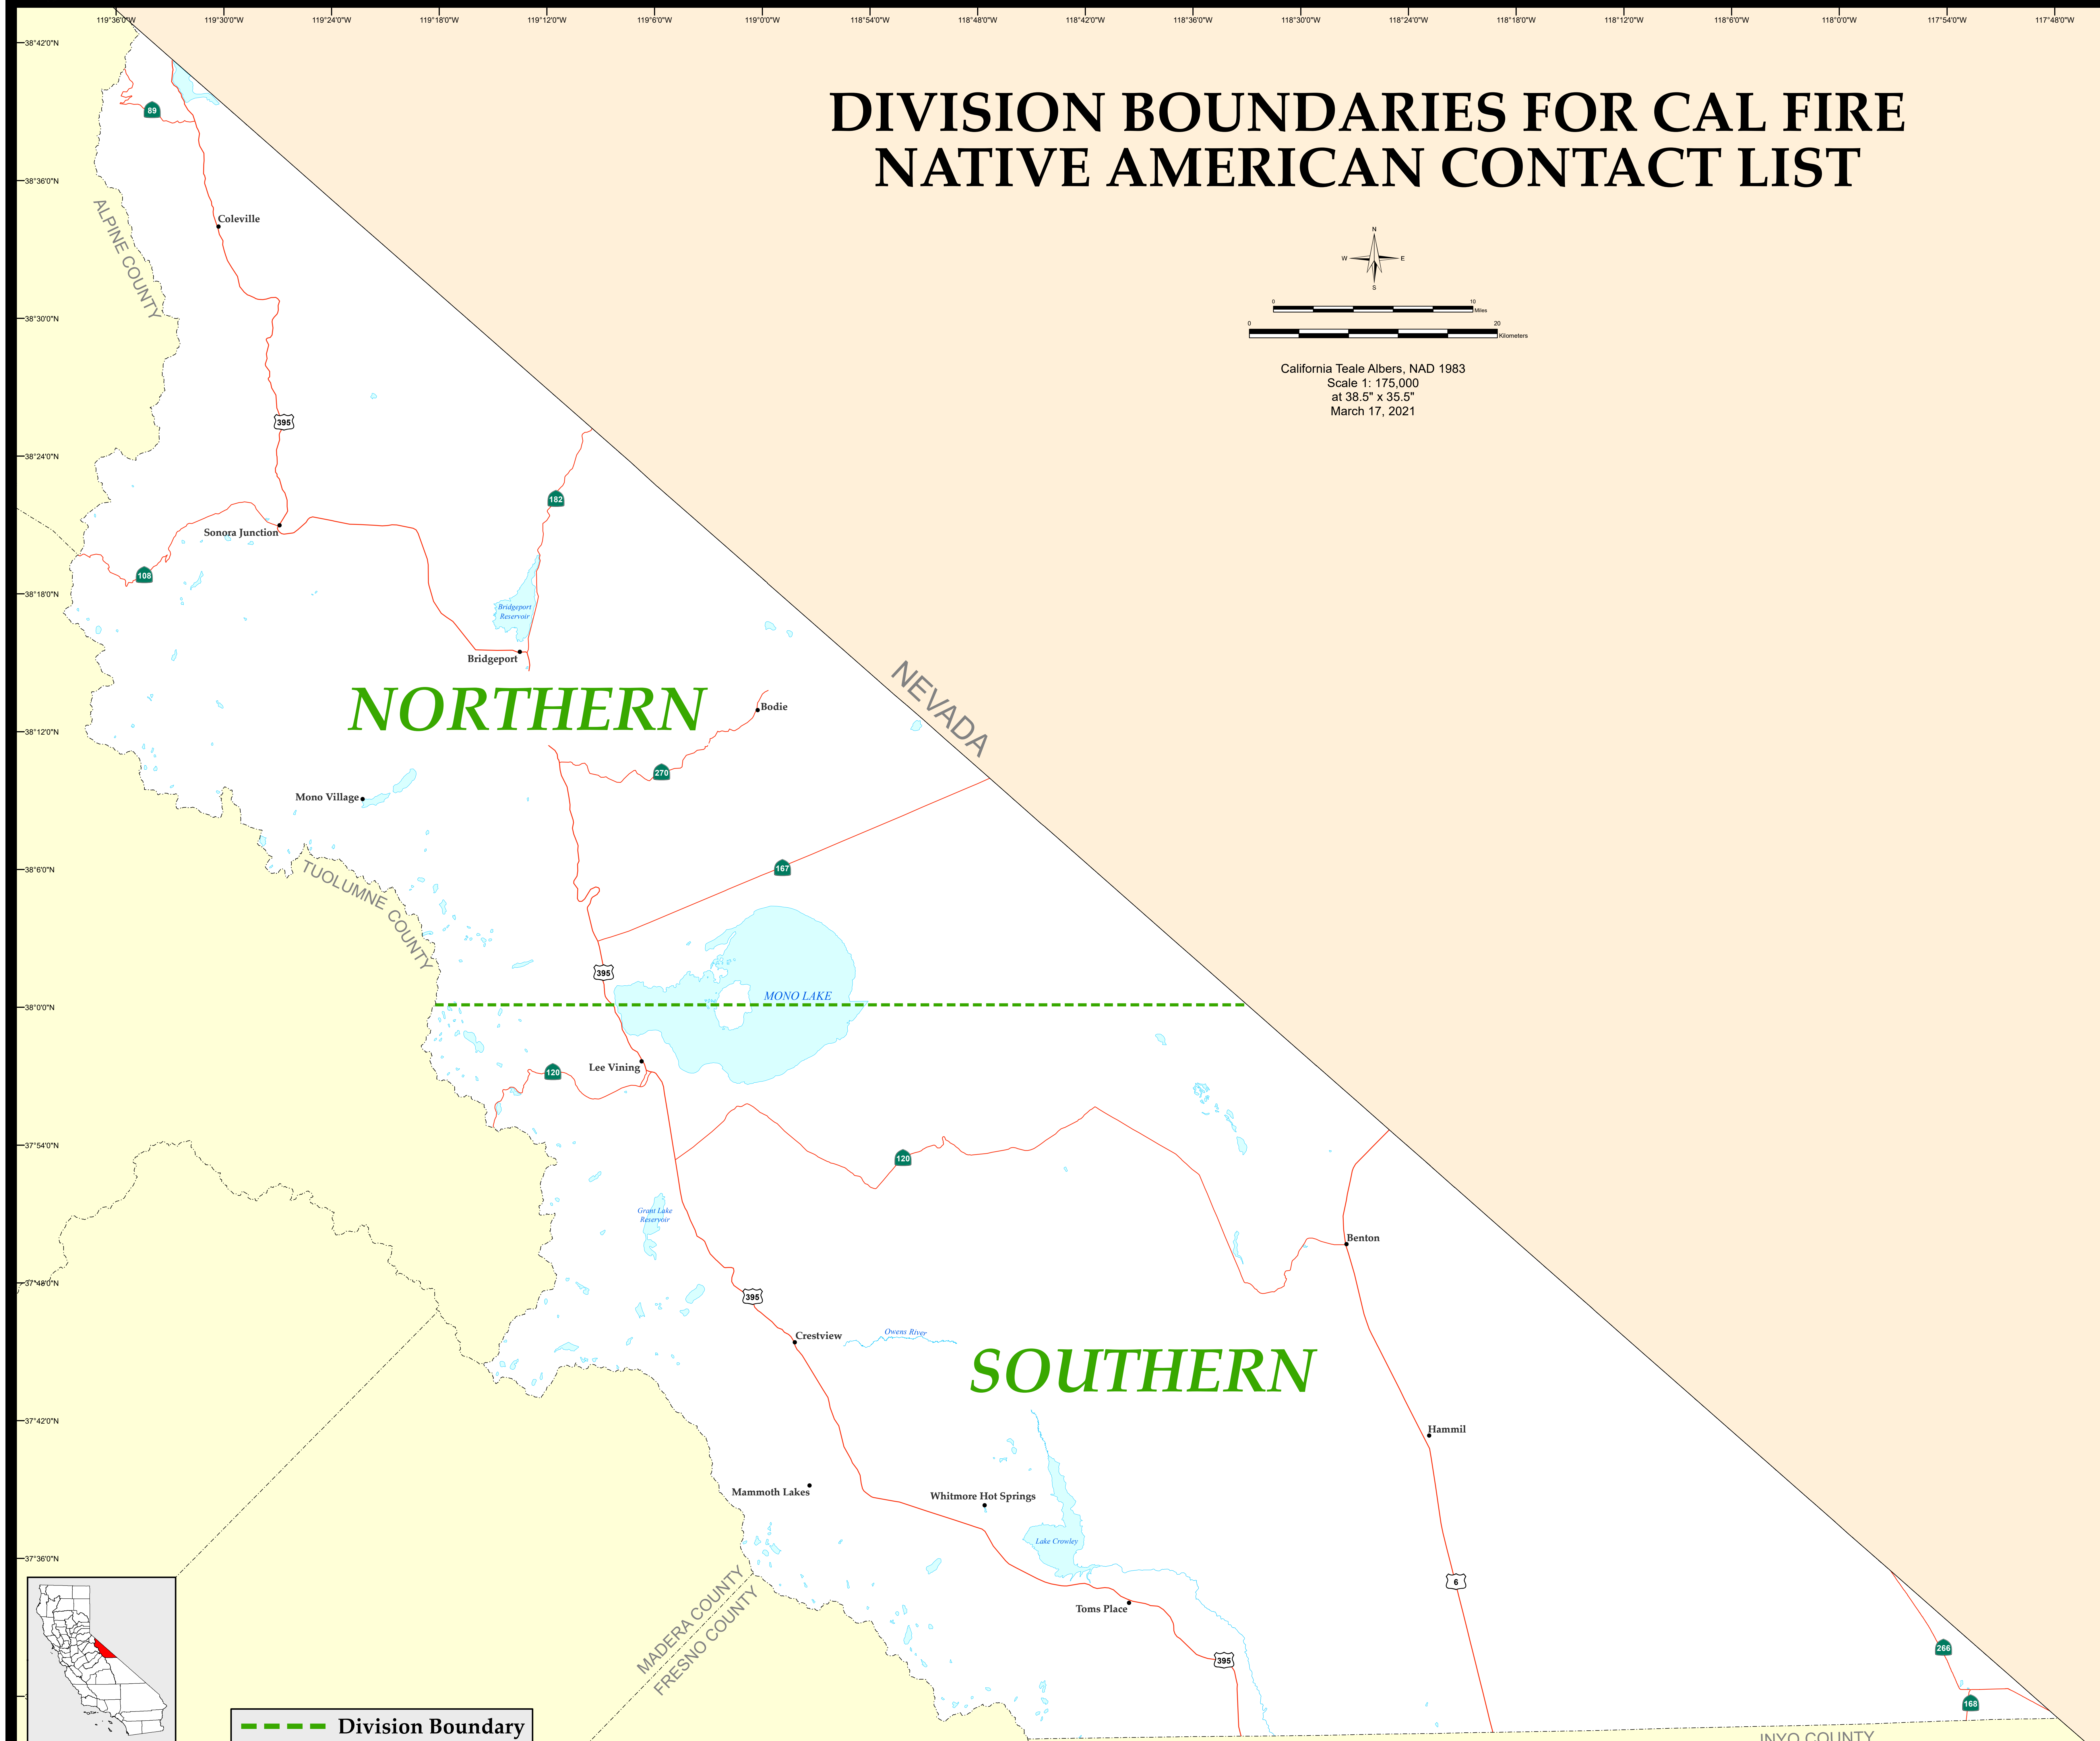 119°36'0"W 119°30'0"W 119°24'0"W 119°18'0"W 119°12'0"W 119°6'0"W 119°0'0"W 118°54'0"W 118°48'0"W 118°42'0"W 118°36'0"W 118°30'0"W 118°24'0"W 118°18'0"W 118°12'0"W 118°6'0"W 118°0'0"W 117°54'0"W 117°48'0"W
38°42'0"N
DIVISION BOUNDARIES FOR CAL FIRE
NATIVE AMERICAN CONTACT LIST
89
38°36'0"N
ALPINE COUNTY
Coleville
N
W E
S
0 10
Miles
0 20
Kilometers
38°30'0"N
California Teale Albers, NAD 1983
Scale 1: 175,000
at 38.5" x 35.5"
March 17, 2021
395
38°24'0"N
182
Sonora Junction
108
38°18'0"N
Bridgeport
Reservoir
Bridgeport
NORTHERN
Bodie
NEVADA
38°12'0"N
270
Mono Village
38°6'0"N
167
TUOLUMNE COUNTY
395
MONO LAKE
38°0'0"N
Lee Vining
120
37°54'0"N
120
Grant Lake
Reservoir
Benton
37°48'0"N
395
Crestview
Owens River
SOUTHERN
37°42'0"N
Hammil
Mammoth Lakes
Whitmore Hot Springs
Lake Crowley
37°36'0"N
6
MADERA COUNTY
FRESNO COUNTY
Toms Place
266
395
168
Division Boundary
INYO COUNTY